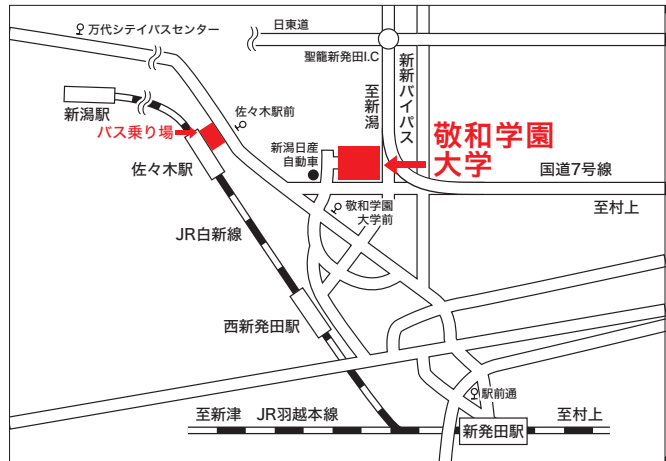 万代シテイバスセンター
日東道
聖籠新発田I.C
新新バイパス
至新潟
新潟駅
佐々木駅前
バス乗り場
新潟日産
自動車
敬和学園
大学
佐々木駅
国道7号線
敬和学園
大学前
至村上
JR白新線
西新発田駅
駅前通
至新津
JR羽越本線
新発田駅
至村上